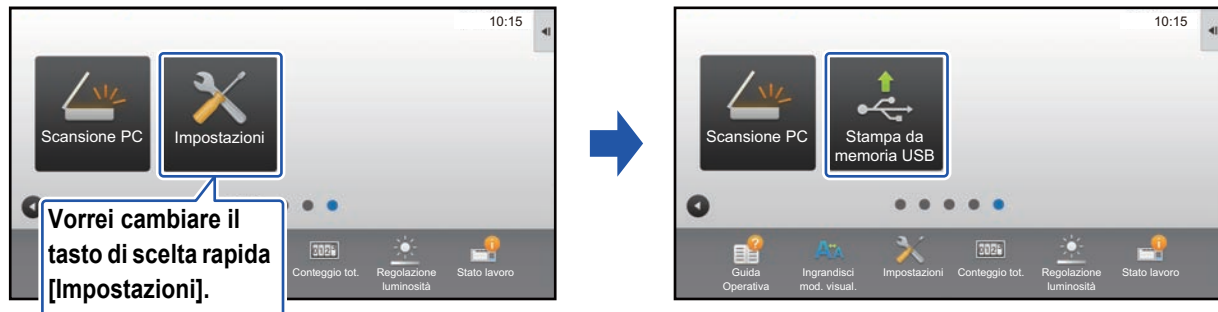 10:15
Scansione PC
Impostazioni
Vorrei cambiare il
tasto di scelta rapida
[Impostazioni].
Conteggio tot.
Regolazione
luminosità
Stato lavoro
10:15
Scansione PC
Stampa da
memoria USB
Guida
Operativa
Ingrandisci
mod. visual.
Impostazioni
Conteggio tot.
Regolazione
luminosità
Stato lavoro